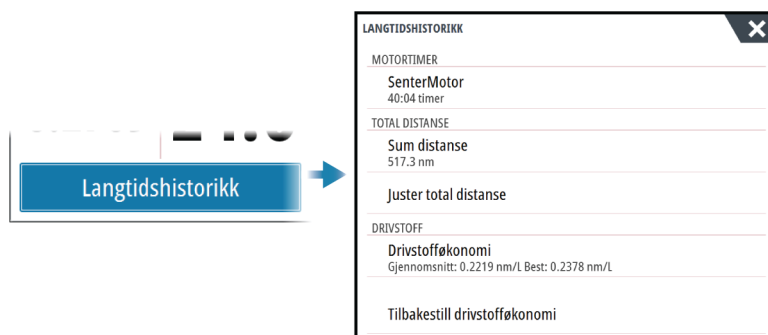 Langtidshistorikk
LANGTIDSHISTORIKK
MOTORTIMER
SenterMotor
40:04 timer
TOTAL DISTANSE
Sum distanse
517.3 nm
Juster total distanse
DRIVSTOFF
Drivstofføkonomi
Gjennomsnitt: 0.2219 nm/L Best: 0.2378 nm/L
Tilbakestill drivstofføkonomi